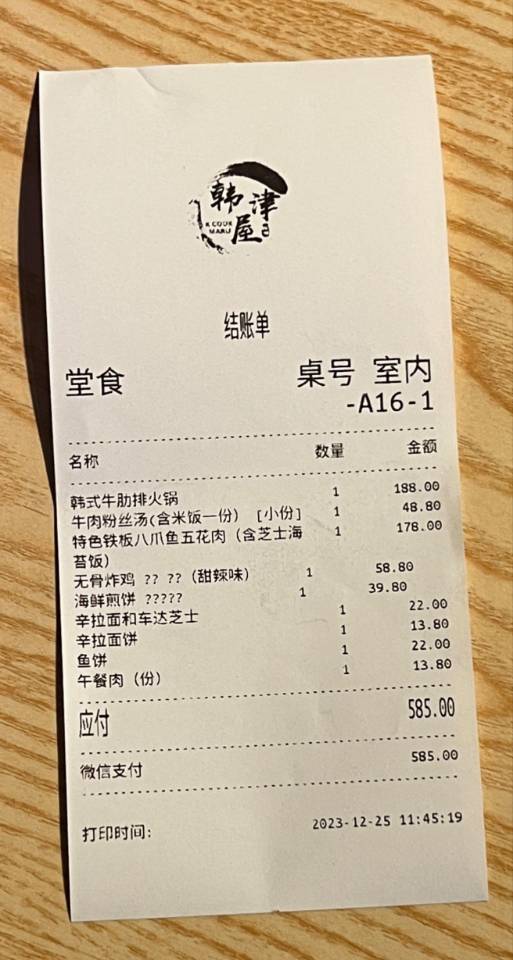 韩津屋
K COOK
MARU
结账单
堂食
桌号 室内
-A16-1
名称 数量 金额
韩式牛肋排火锅 1 188.00
牛肉粉丝汤(含米饭一份) [小份] 1 48.80
特色铁板八爪鱼五花肉（含芝士海 1 178.00
苔饭)
无骨炸鸡 ?? ??（甜辣味） 1 58.80
海鲜煎饼 ????? 1 39.80
辛拉面和车达芝士 1 22.00
辛拉面饼 1 13.80
鱼饼 1 22.00
午餐肉（份） 1 13.80
应付 585.00
微信支付 585.00
打印时间: 2023-12-25 11:45:19